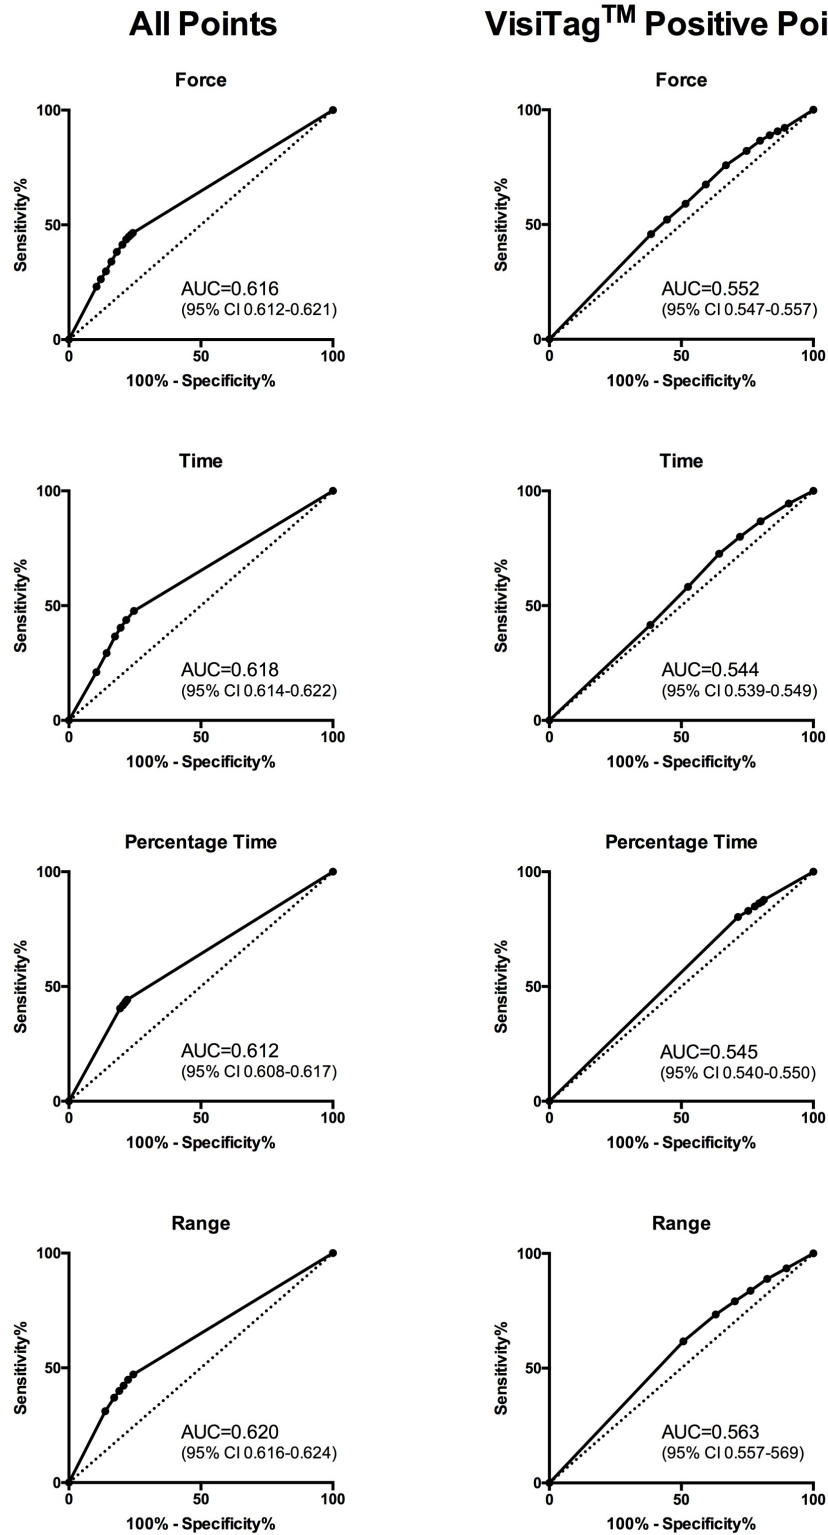 All Points
VisiTag™ Positive Poi
Force
100
50
0
Sensitivity%
AUC=0.616
(95% CI 0.612-0.621)
0 50 100
100% - Specificity%
Force
100
50
0
Sensitivity%
AUC=0.552
(95% CI 0.547-0.557)
0 50 100
100% - Specificity%
Time
100
50
0
Sensitivity%
AUC=0.618
(95% CI 0.614-0.622)
0 50 100
100% - Specificity%
Time
100
50
0
Sensitivity%
AUC=0.544
(95% CI 0.539-0.549)
0 50 100
100% - Specificity%
Percentage Time
100
50
0
Sensitivity%
AUC=0.612
(95% CI 0.608-0.617)
0 50 100
100% - Specificity%
Percentage Time
100
50
0
Sensitivity%
AUC=0.545
(95% CI 0.540-0.550)
0 50 100
100% - Specificity%
Range
100
50
0
Sensitivity%
AUC=0.620
(95% CI 0.616-0.624)
0 50 100
100% - Specificity%
Range
100
50
0
Sensitivity%
AUC=0.563
(95% CI 0.557-569)
0 50 100
100% - Specificity%